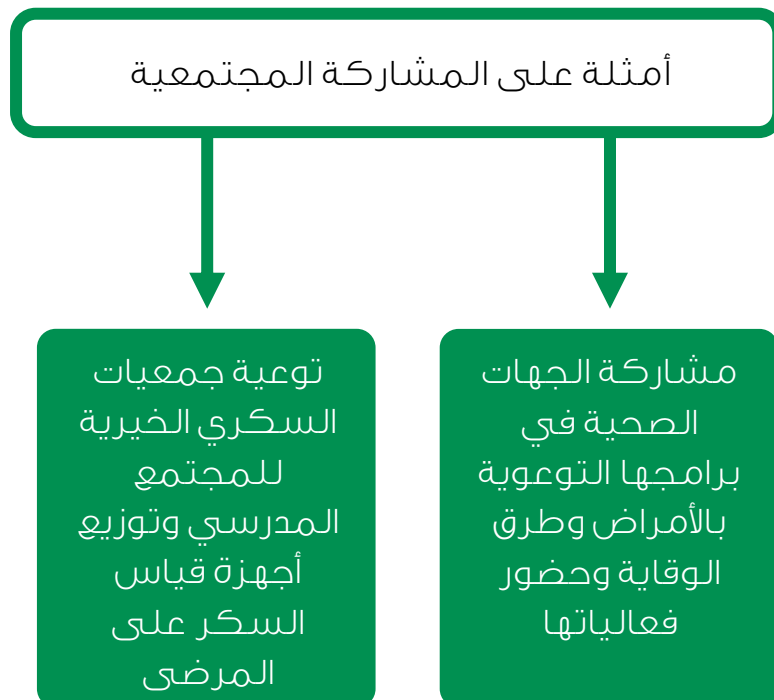 أمثلة على المشاركة المجتمعية
مشاركة الجهات
الصحية في
برامجها التوعوية
بالأمراض وطرق
الوقاية وحضور
فعالياتها
توعية جمعيات
السكري الخيرية
للمجتمع
المدرسي وتوزيع
أجهزة قياس
السكر على
المرضى